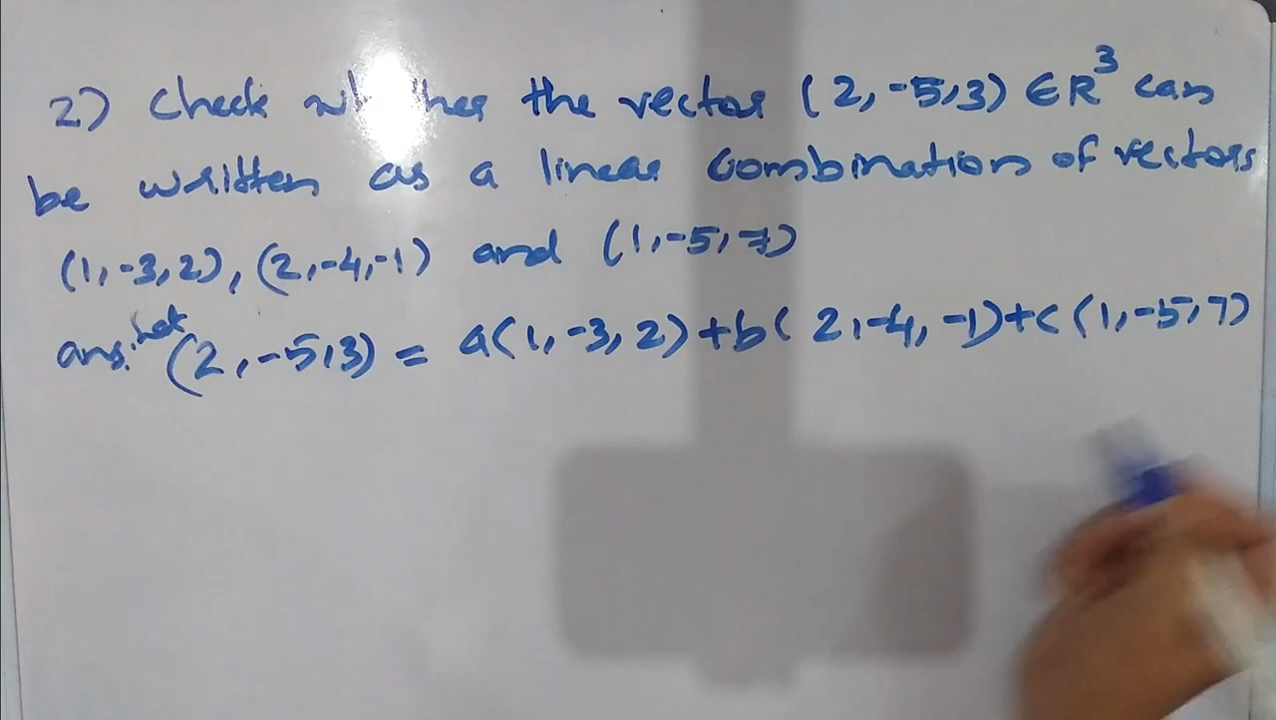 2) Check whether the vector (2,-5,3) ∈ R³ can
be written as a linear combination of vectors
(1,-3,2), (2,-4,-1) and (1,-5,7)
ans: let (2,-5,3) = a(1,-3,2)+b(2,-4,-1)+c(1,-5,7)